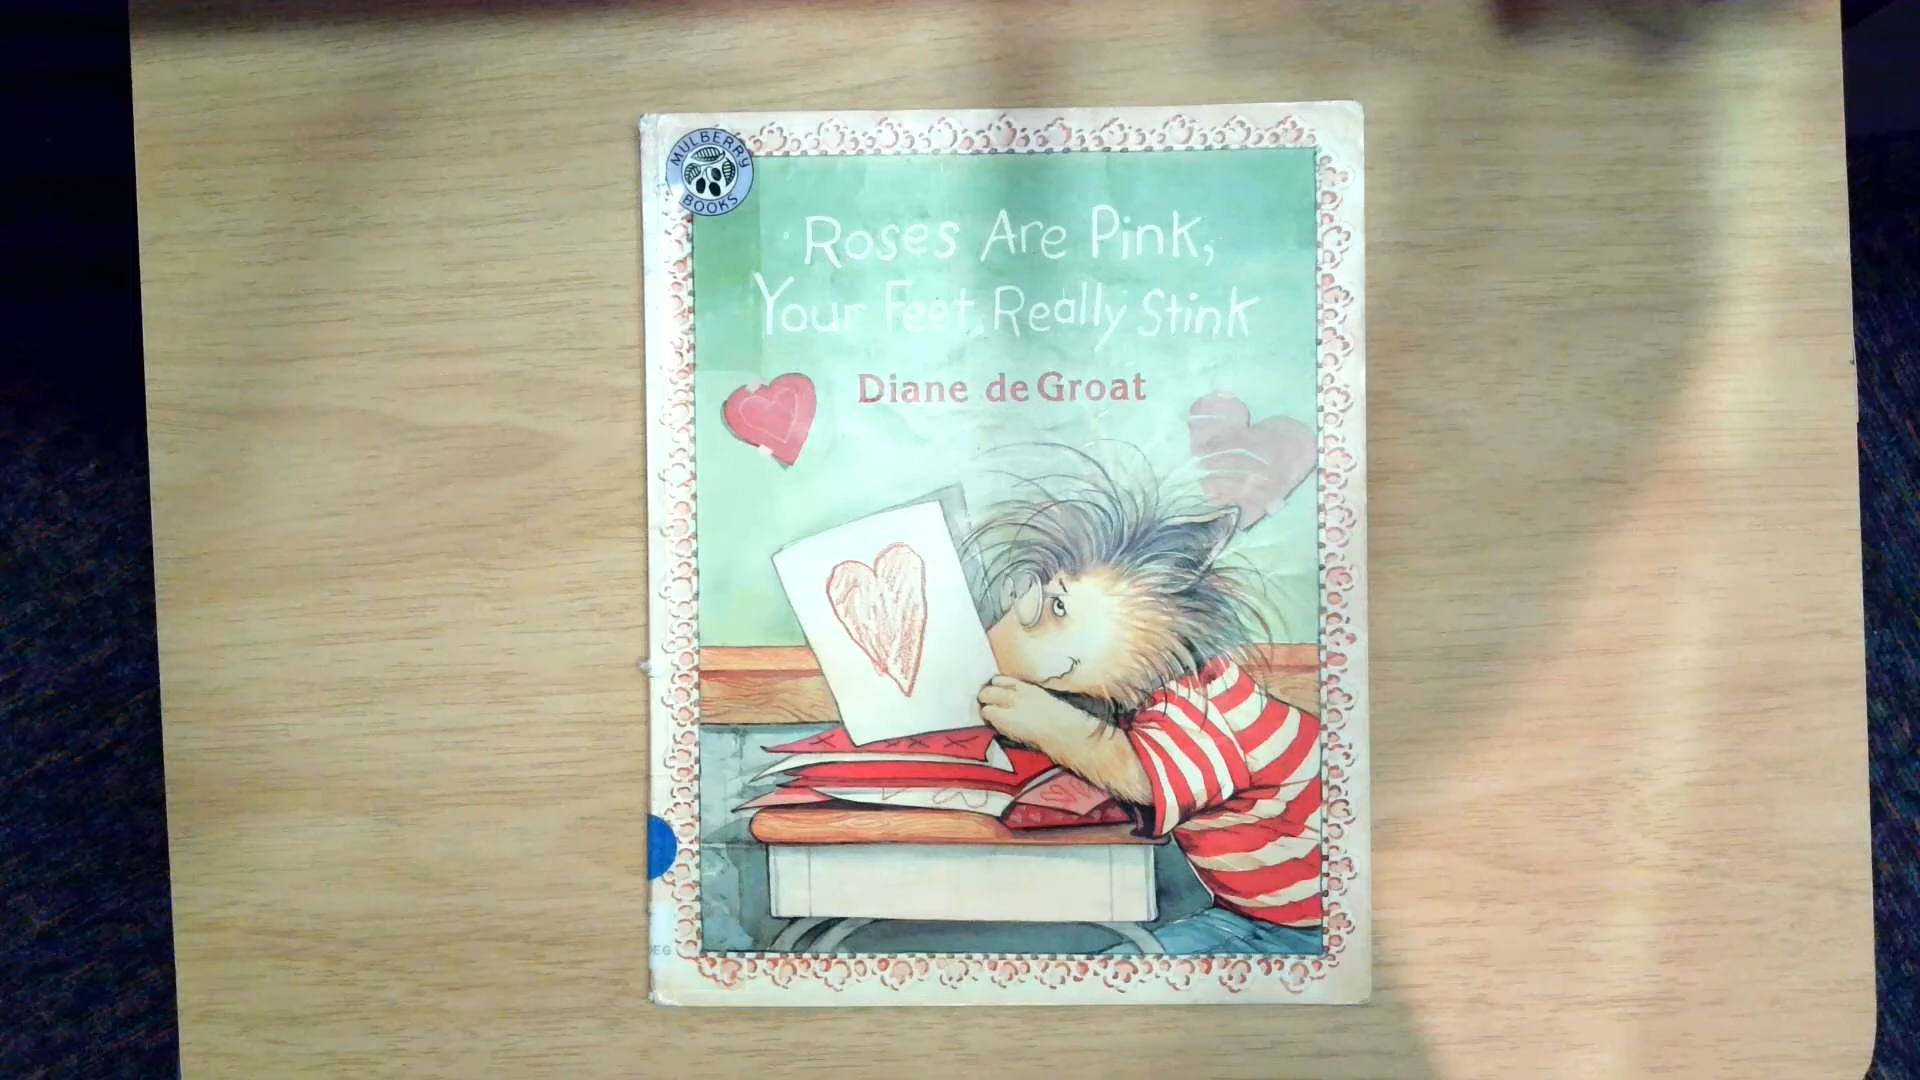 MULBERRY
BOOKS
Roses Are Pink,
Your Feet Really Stink
Diane de Groat